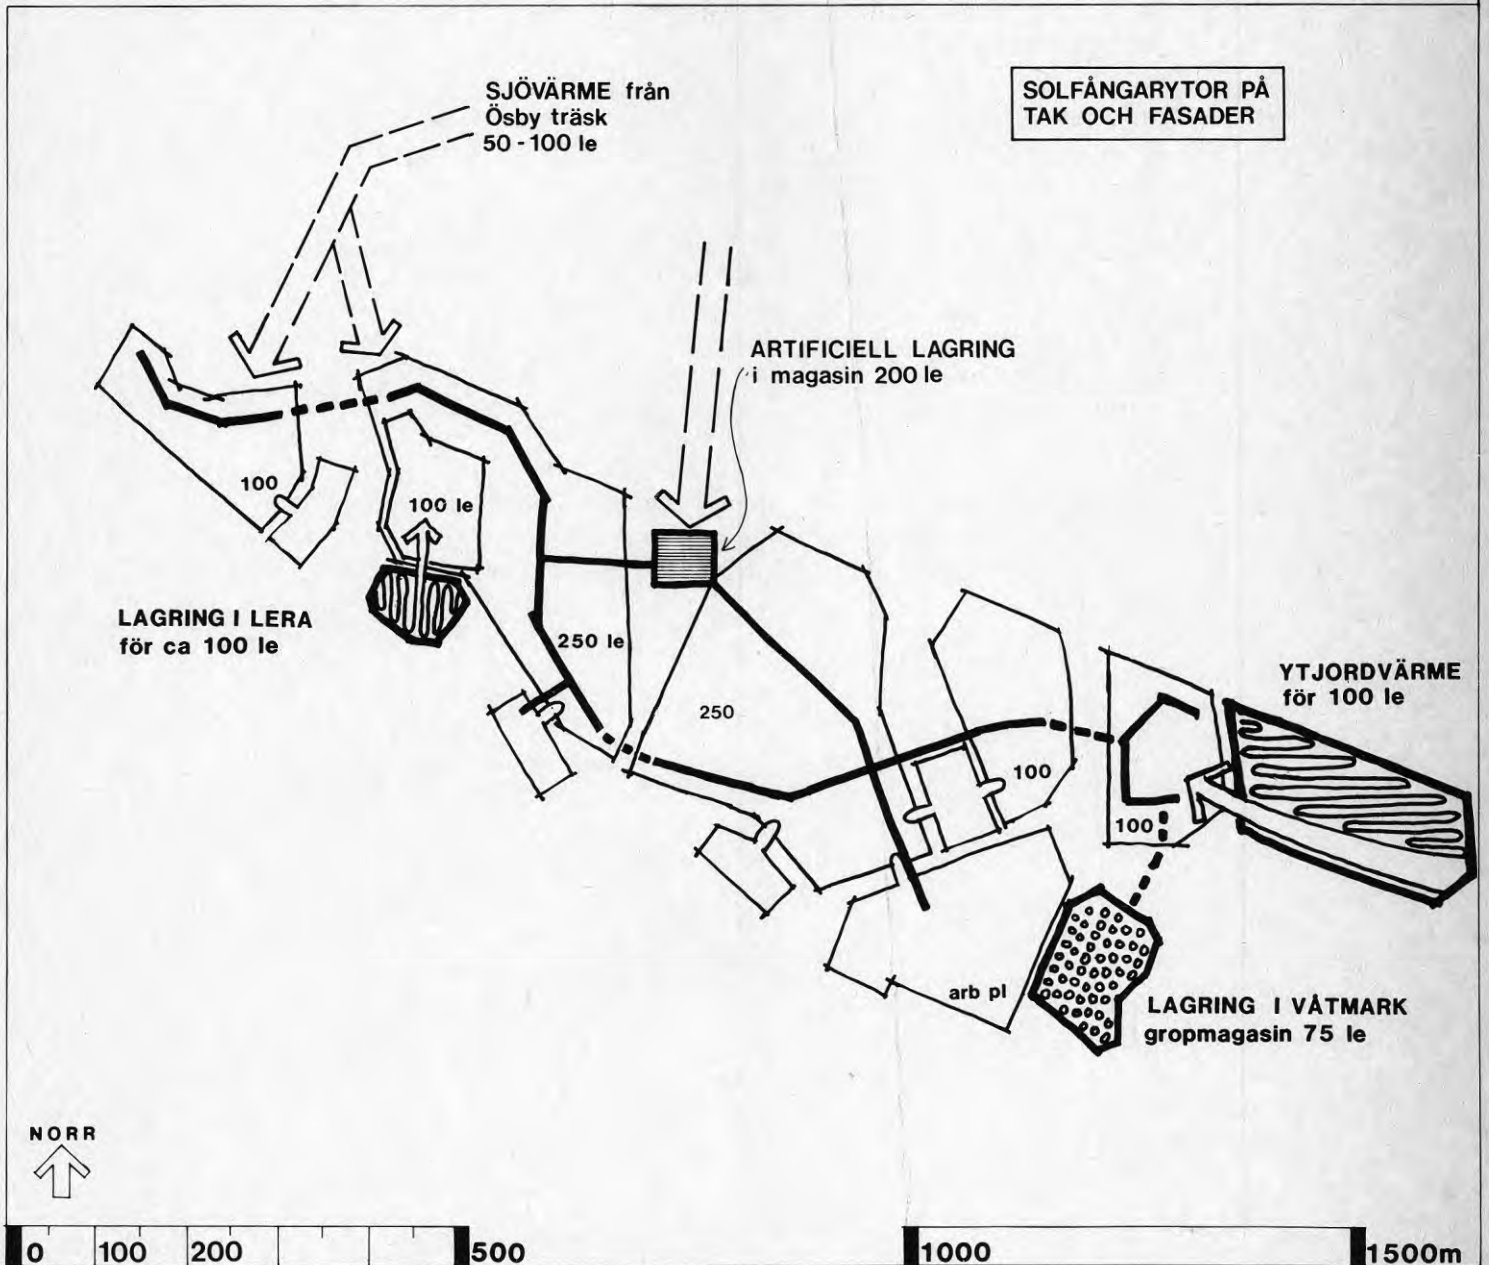 SJÖVÄRME från
Ösby träsk
50 - 100 le
SOLFÅNGARYTOR PÅ
TAK OCH FASADER
ARTIFICIELL LAGRING
i magasin 200 le
100
100 le
LAGRING I LERA
för ca 100 le
250 le
250
YTJORDVÄRME
för 100 le
100
100
arb pl
LAGRING I VÅTMARK
gropmagasin 75 le
NORR
0 100 200 500 1000 1500m